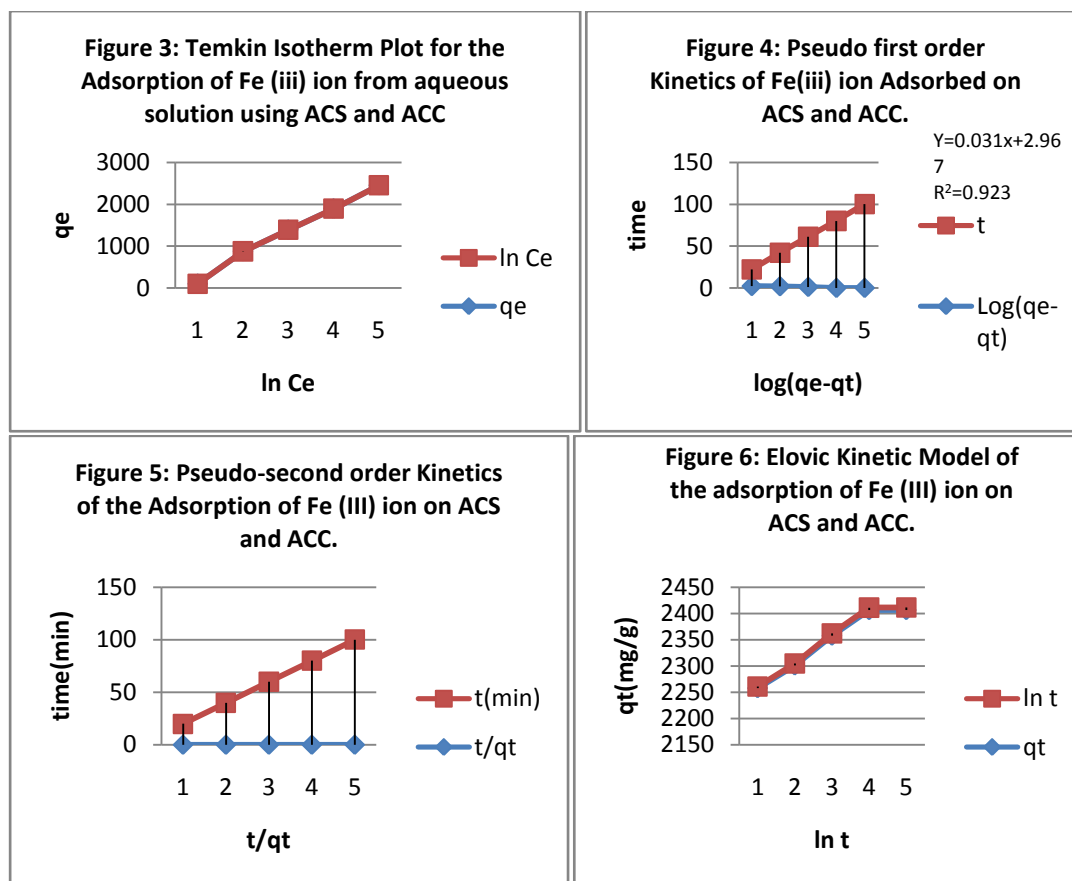 Figure 3: Temkin Isotherm Plot for the
Adsorption of Fe (iii) ion from aqueous
solution using ACS and ACC
3000
2000
1000
0
qe
1 2 3 4 5
ln Ce
ln Ce
qe
Figure 4: Pseudo first order
Kinetics of Fe(iii) ion Adsorbed on
ACS and ACC.
Y=0.031x+2.96
7
R²=0.923
150
100
50
0
time
1 2 3 4 5
log(qe-qt)
t
Log(qe-
qt)
Figure 5: Pseudo-second order Kinetics
of the Adsorption of Fe (III) ion on ACS
and ACC.
150
100
50
0
time(min)
1 2 3 4 5
t/qt
t(min)
t/qt
Figure 6: Elovic Kinetic Model of
the adsorption of Fe (III) ion on
ACS and ACC.
2450
2400
2350
2300
2250
2200
2150
qt(mg/g)
1 2 3 4 5
ln t
ln t
qt